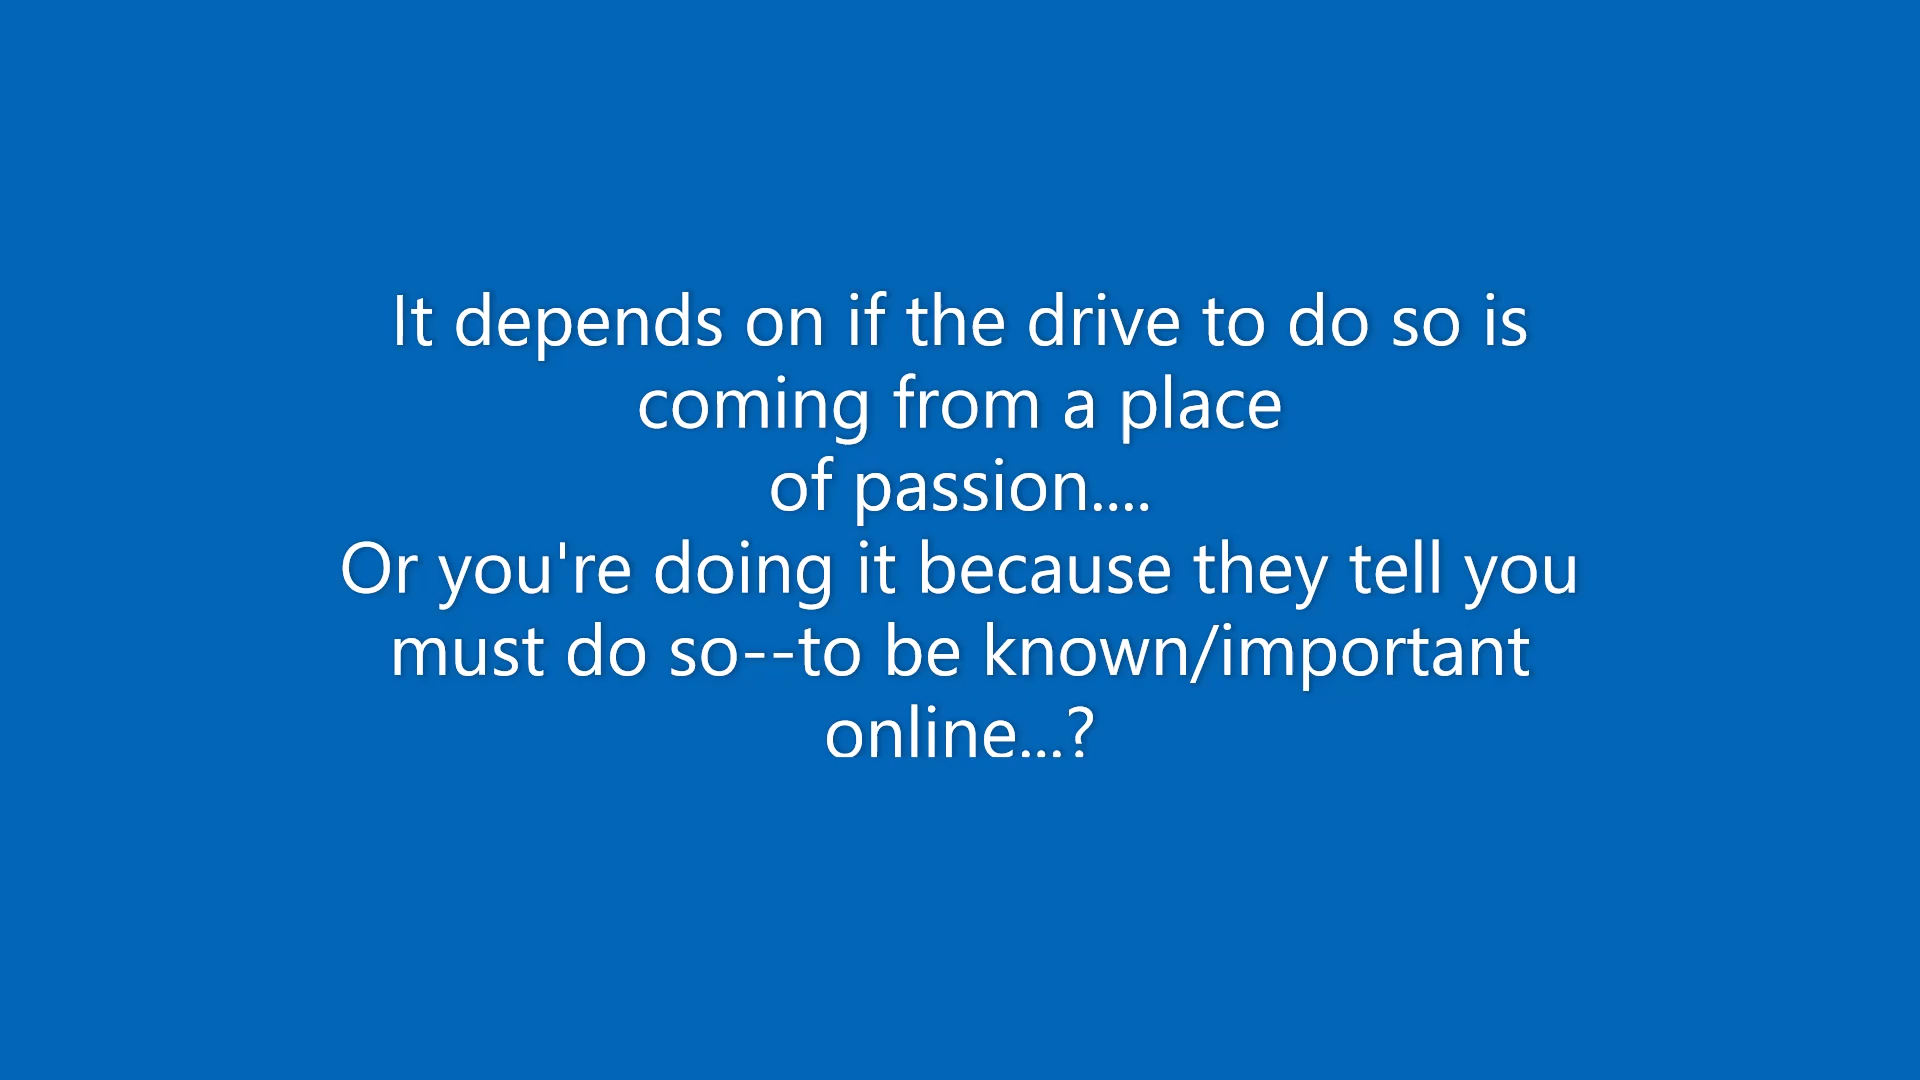 It depends on if the drive to do so is
coming from a place
of passion....
Or you're doing it because they tell you
must do so--to be known/important
online...?